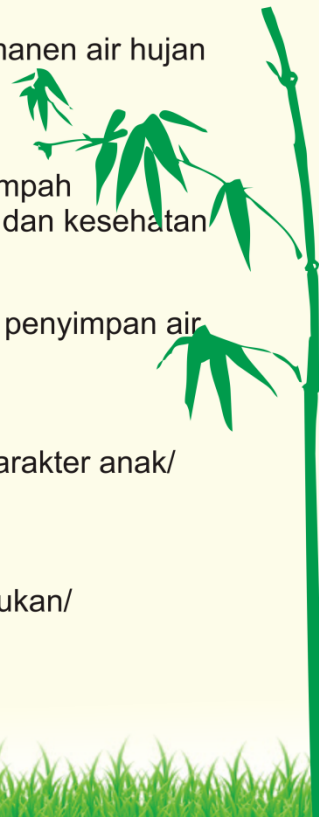 manen air hujan
mpah
dan kesehatan
penyimpan air
arakter anak/
ukan/